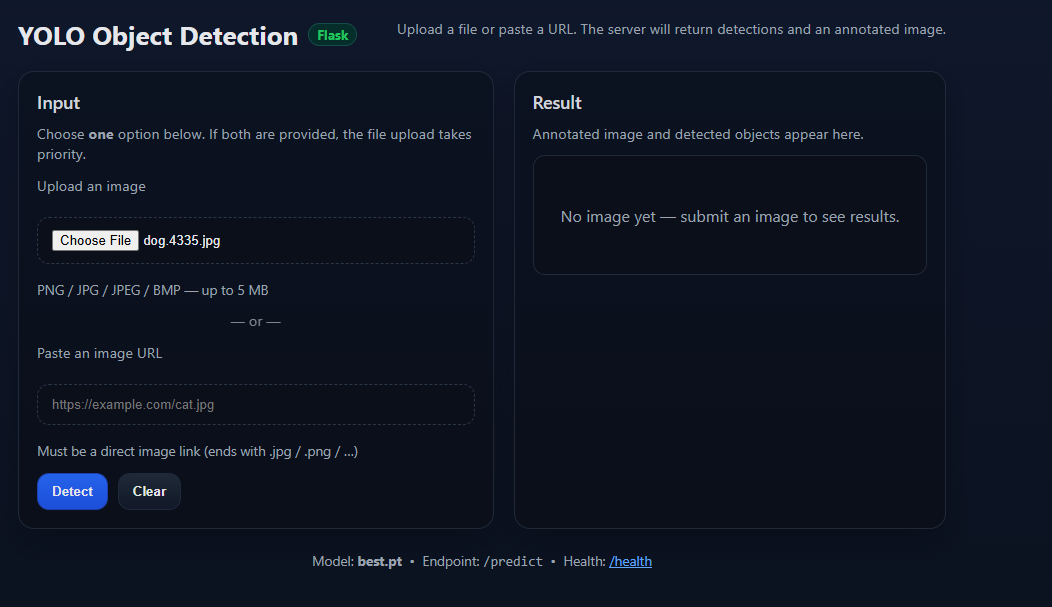 YOLO Object Detection
Flask
Upload a file or paste a URL. The server will return detections and an annotated image.
Input
Choose one option below. If both are provided, the file upload takes
priority.
Upload an image
Choose File dog.4335.jpg
PNG / JPG / JPEG / BMP — up to 5 MB
— or —
Paste an image URL
https://example.com/cat.jpg
Must be a direct image link (ends with .jpg / .png / ...)
Detect
Clear
Result
Annotated image and detected objects appear here.
No image yet — submit an image to see results.
Model: best.pt • Endpoint: /predict • Health: /health